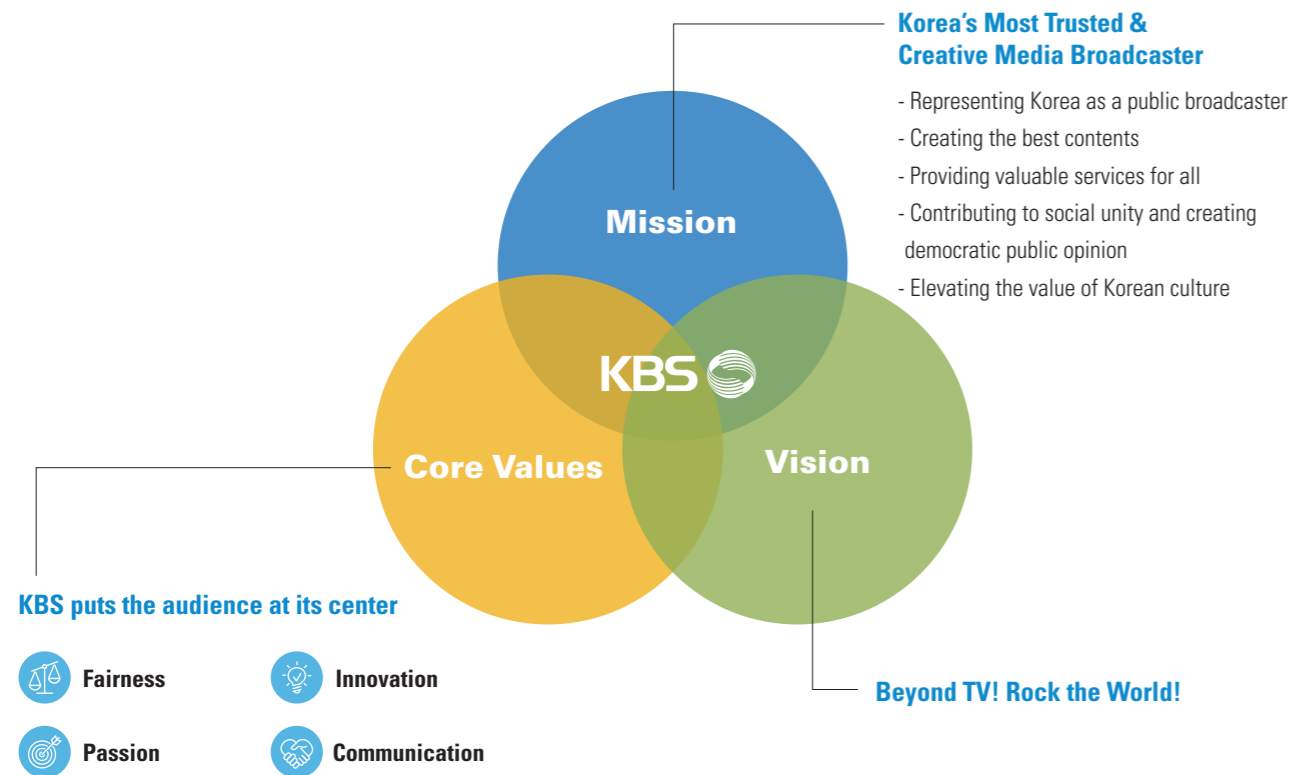 Korea's Most Trusted &
Creative Media Broadcaster
- Representing Korea as a public broadcaster
- Creating the best contents
- Providing valuable services for all
- Contributing to social unity and creating
democratic public opinion
- Elevating the value of Korean culture
Mission
KBS
Core Values
Vision
KBS puts the audience at its center
Fairness
Innovation
Passion
Communication
Beyond TV! Rock the World!